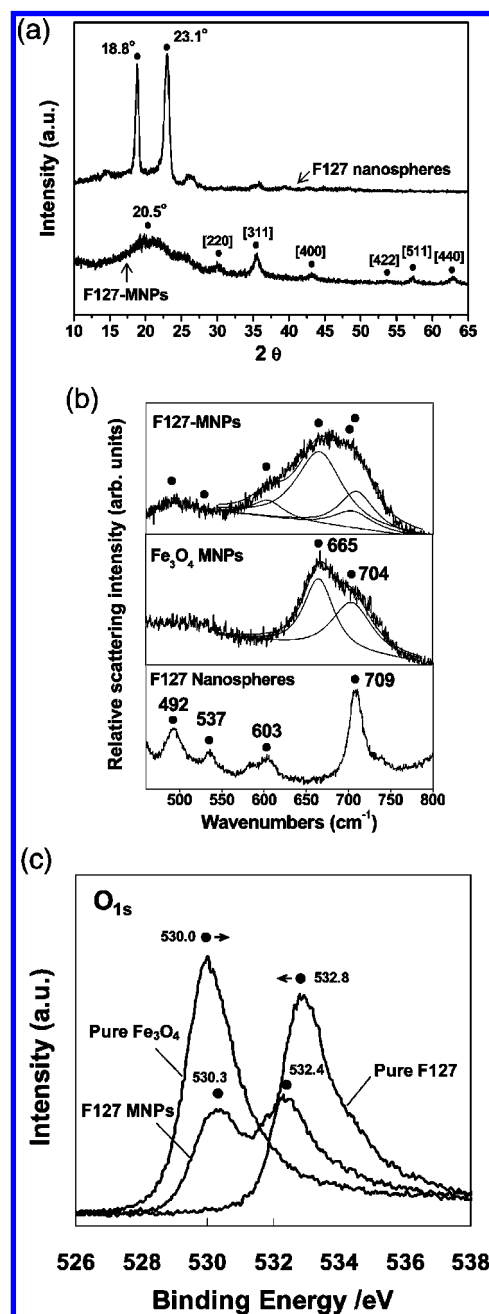 (a)
18.8°
23.1°
F127 nanospheres
20.5°
F127-MNPs
[220]
[311]
[400]
[422]
[511]
[440]
Intensity (a.u.)
10 15 20 25 30 35 40 45 50 55 60 65
2 θ
(b)
F127-MNPs
Fe₃O₄ MNPs
665
704
F127 Nanospheres
492
537
603
709
Relative scattering intensity (arb. units)
500 550 600 650 700 750 800
Wavenumbers (cm⁻¹)
(c)
O₁ₛ
530.0
532.8
Pure Fe₃O₄
530.3
532.4
Pure F127
F127 MNPs
Intensity (a.u.)
526 528 530 532 534 536 538
Binding Energy /eV